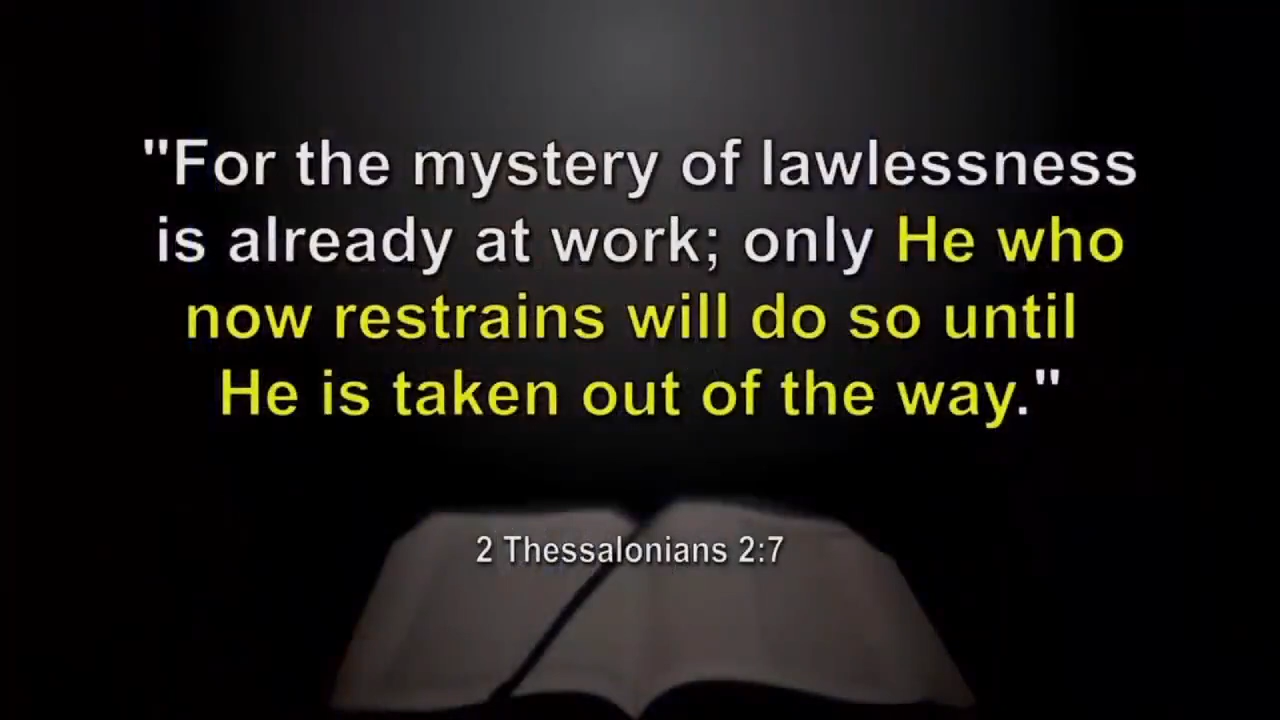 "For the mystery of lawlessness
is already at work; only He who
now restrains will do so until
He is taken out of the way."
2 Thessalonians 2:7